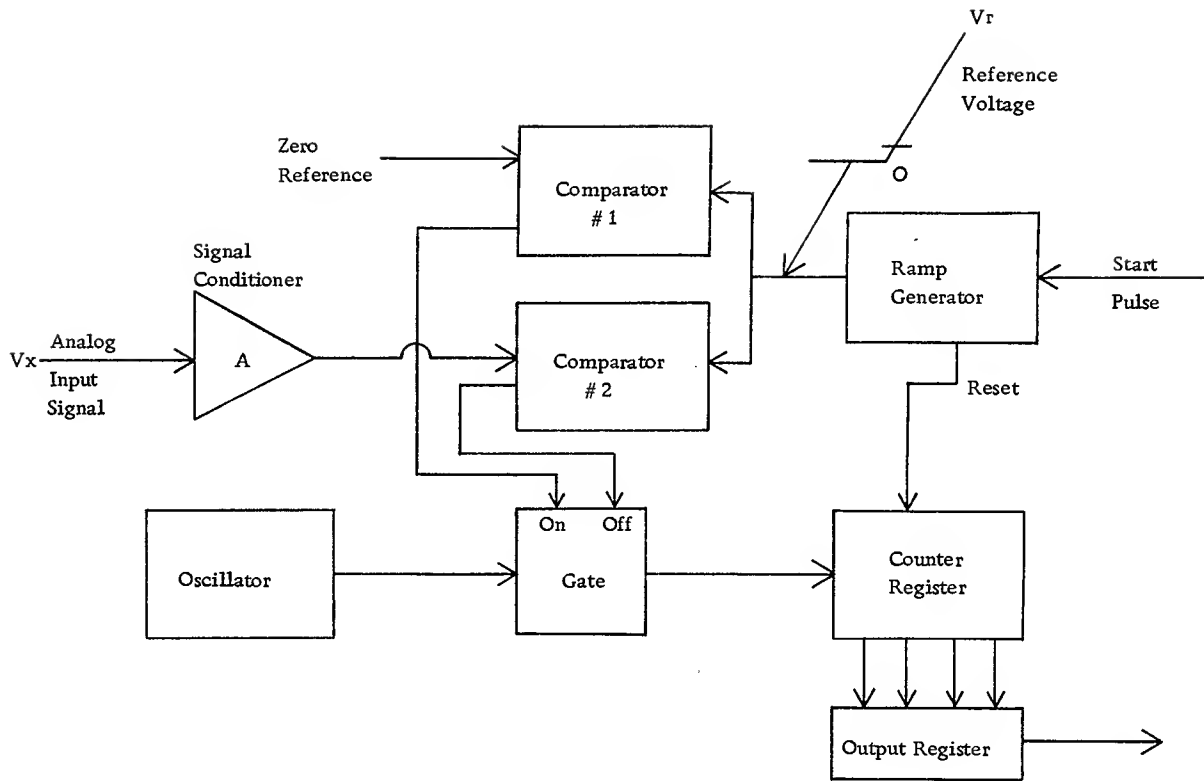 Vr
Reference
Voltage
O
Zero
Reference
Comparator
# 1
Signal
Conditioner
Ramp
Generator
Start
Pulse
Vx
Analog
Input
Signal
A
Comparator
# 2
Reset
On
Off
Oscillator
Gate
Counter
Register
Output Register